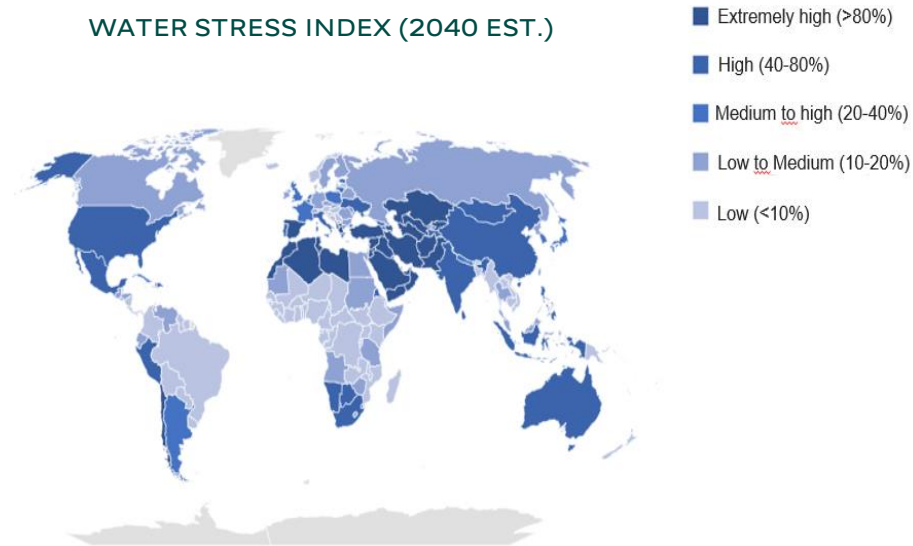 WATER STRESS INDEX (2040 EST.)
Extremely high (>80%)
High (40-80%)
Medium to high (20-40%)
Low to Medium (10-20%)
Low (<10%)